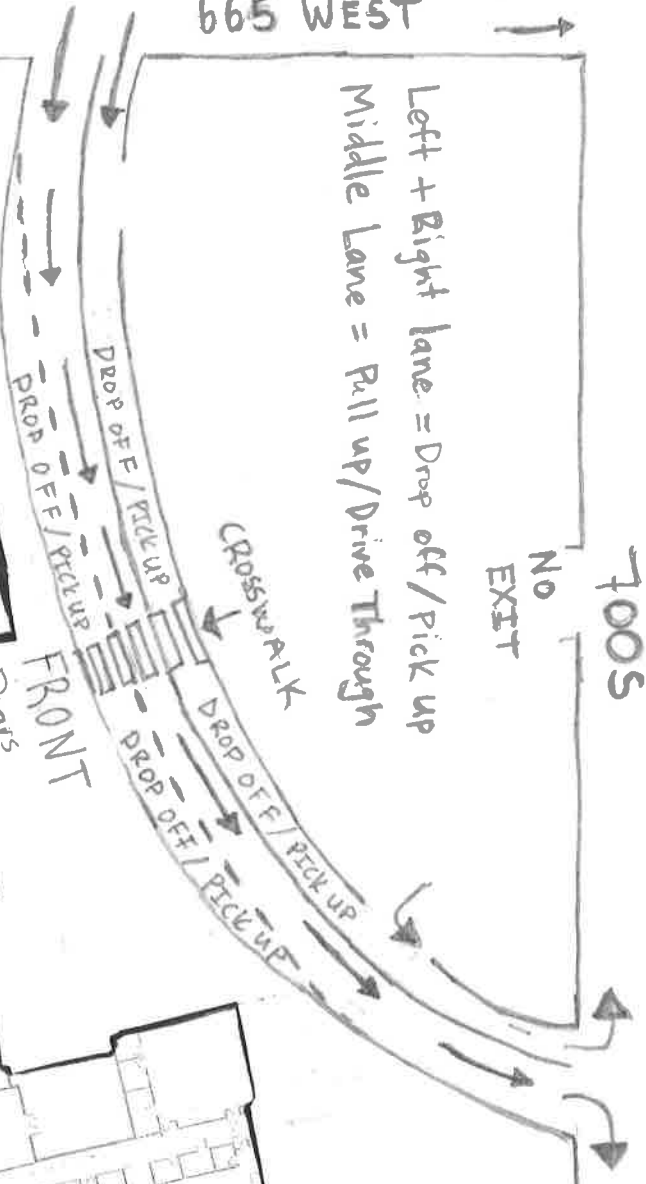 665 WEST
Left + Right lane = Drop off/Pick up
Middle Lane = Pull up/Drive Through
NO
EXIT
700S
DROP OFF/PICK UP
DROP OFF/PICK UP
CROSSWALK
FRONT
DROP OFF/PICK UP
DROP OFF/PICK UP